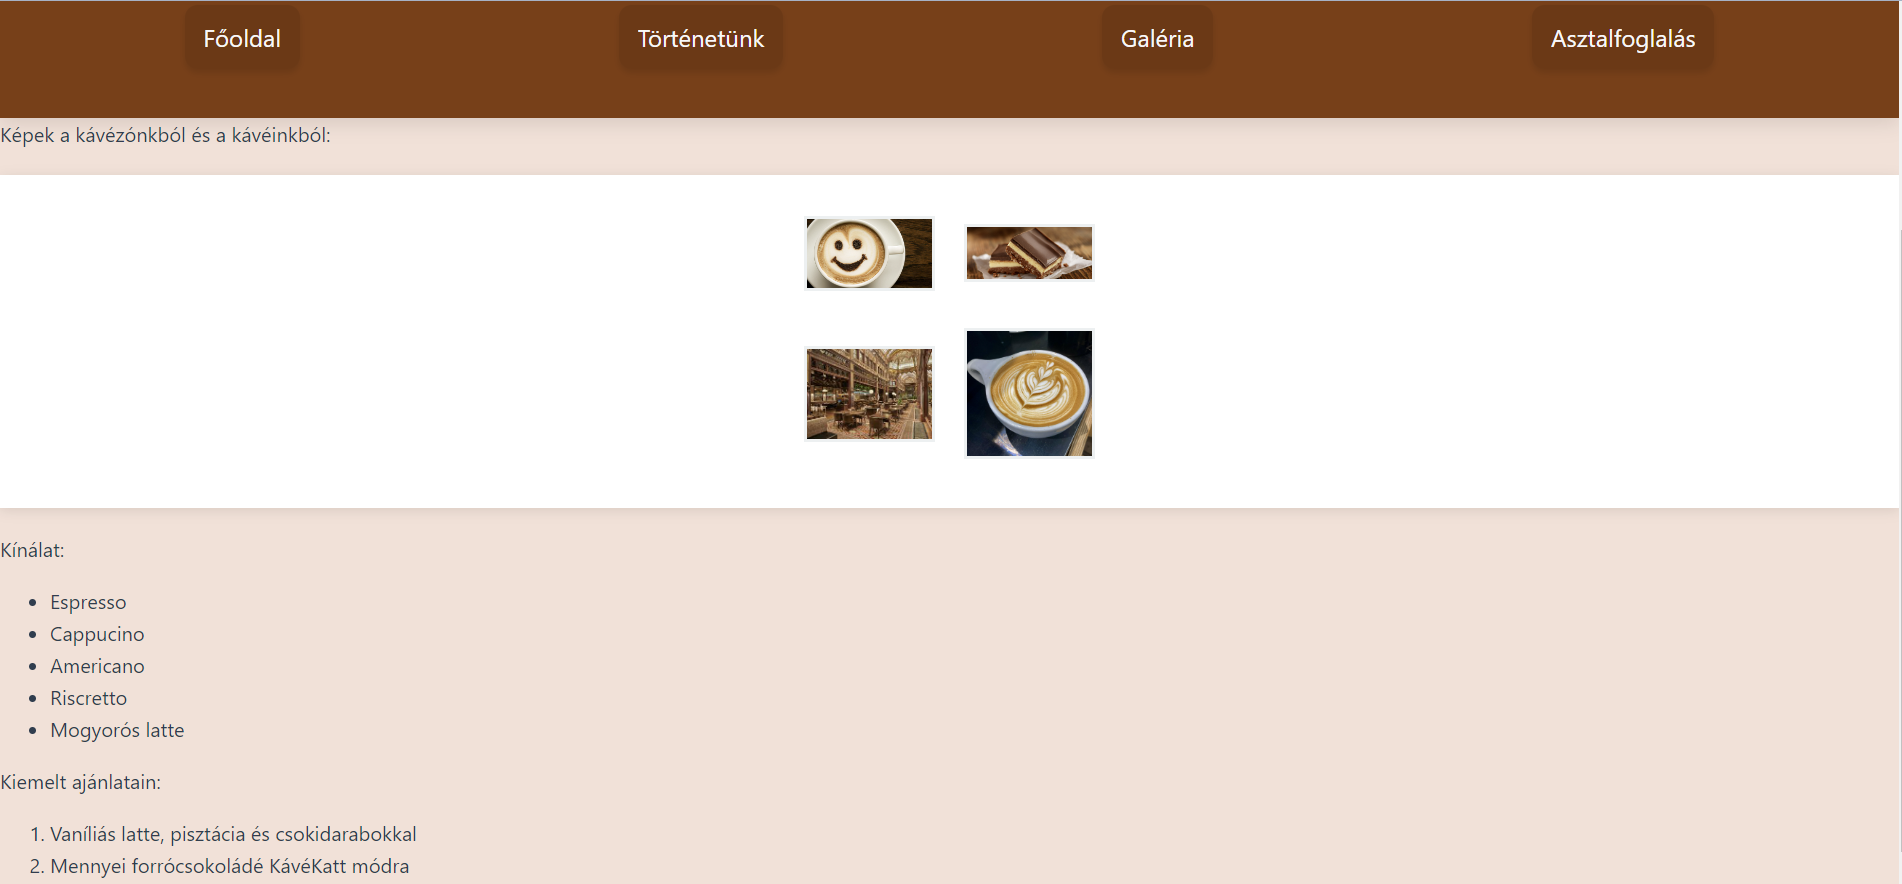 Főoldal Történetünk Galéria Asztalfoglalás
Képek a kávézónkból és a kávéinkból:
Kínálat:
• Espresso
• Cappucino
• Americano
• Riscretto
• Mogyorós latte
Kiemelt ajánlatain:
1. Vaníliás latte, pisztácia és csokidarabokkal
2. Mennyei forrócsokoládé KávéKatt módra